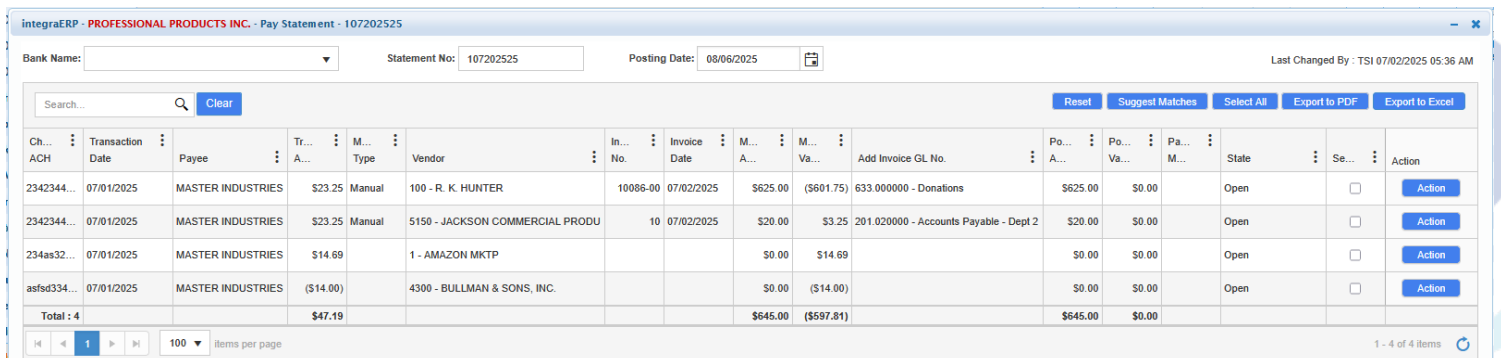 integraERP - PROFESSIONAL PRODUCTS INC. - Pay Statement - 107202525
Bank Name: Statement No: 107202525 Posting Date: 08/06/2025 Last Changed By : TSI 07/02/2025 05:36 AM
Search... Clear Reset Suggest Matches Select All Export to PDF Export to Excel
Ch... Transaction Tr... M... In... Invoice M... M... Po... Po... Pa...
ACH Date Payee A... Type Vendor No. Date A... Va... Add Invoice GL No. A... Va... M... State Se... Action
2342344... 07/01/2025 MASTER INDUSTRIES $23.25 Manual 100 - R. K. HUNTER 10086-00 07/02/2025 $625.00 ($601.75) 633.000000 - Donations $625.00 $0.00 Open Action
2342344... 07/01/2025 MASTER INDUSTRIES $23.25 Manual 5150 - JACKSON COMMERCIAL PRODU 10 07/02/2025 $20.00 $3.25 201.020000 - Accounts Payable - Dept 2 $20.00 $0.00 Open Action
234as32... 07/01/2025 MASTER INDUSTRIES $14.69 1 - AMAZON MKTP $0.00 $14.69 $0.00 $0.00 Open Action
asfsd334... 07/01/2025 MASTER INDUSTRIES ($14.00) 4300 - BULLMAN & SONS, INC. $0.00 ($14.00) $0.00 $0.00 Open Action
Total : 4 $47.19 $645.00 ($597.81) $645.00 $0.00
1 100 items per page 1 - 4 of 4 items